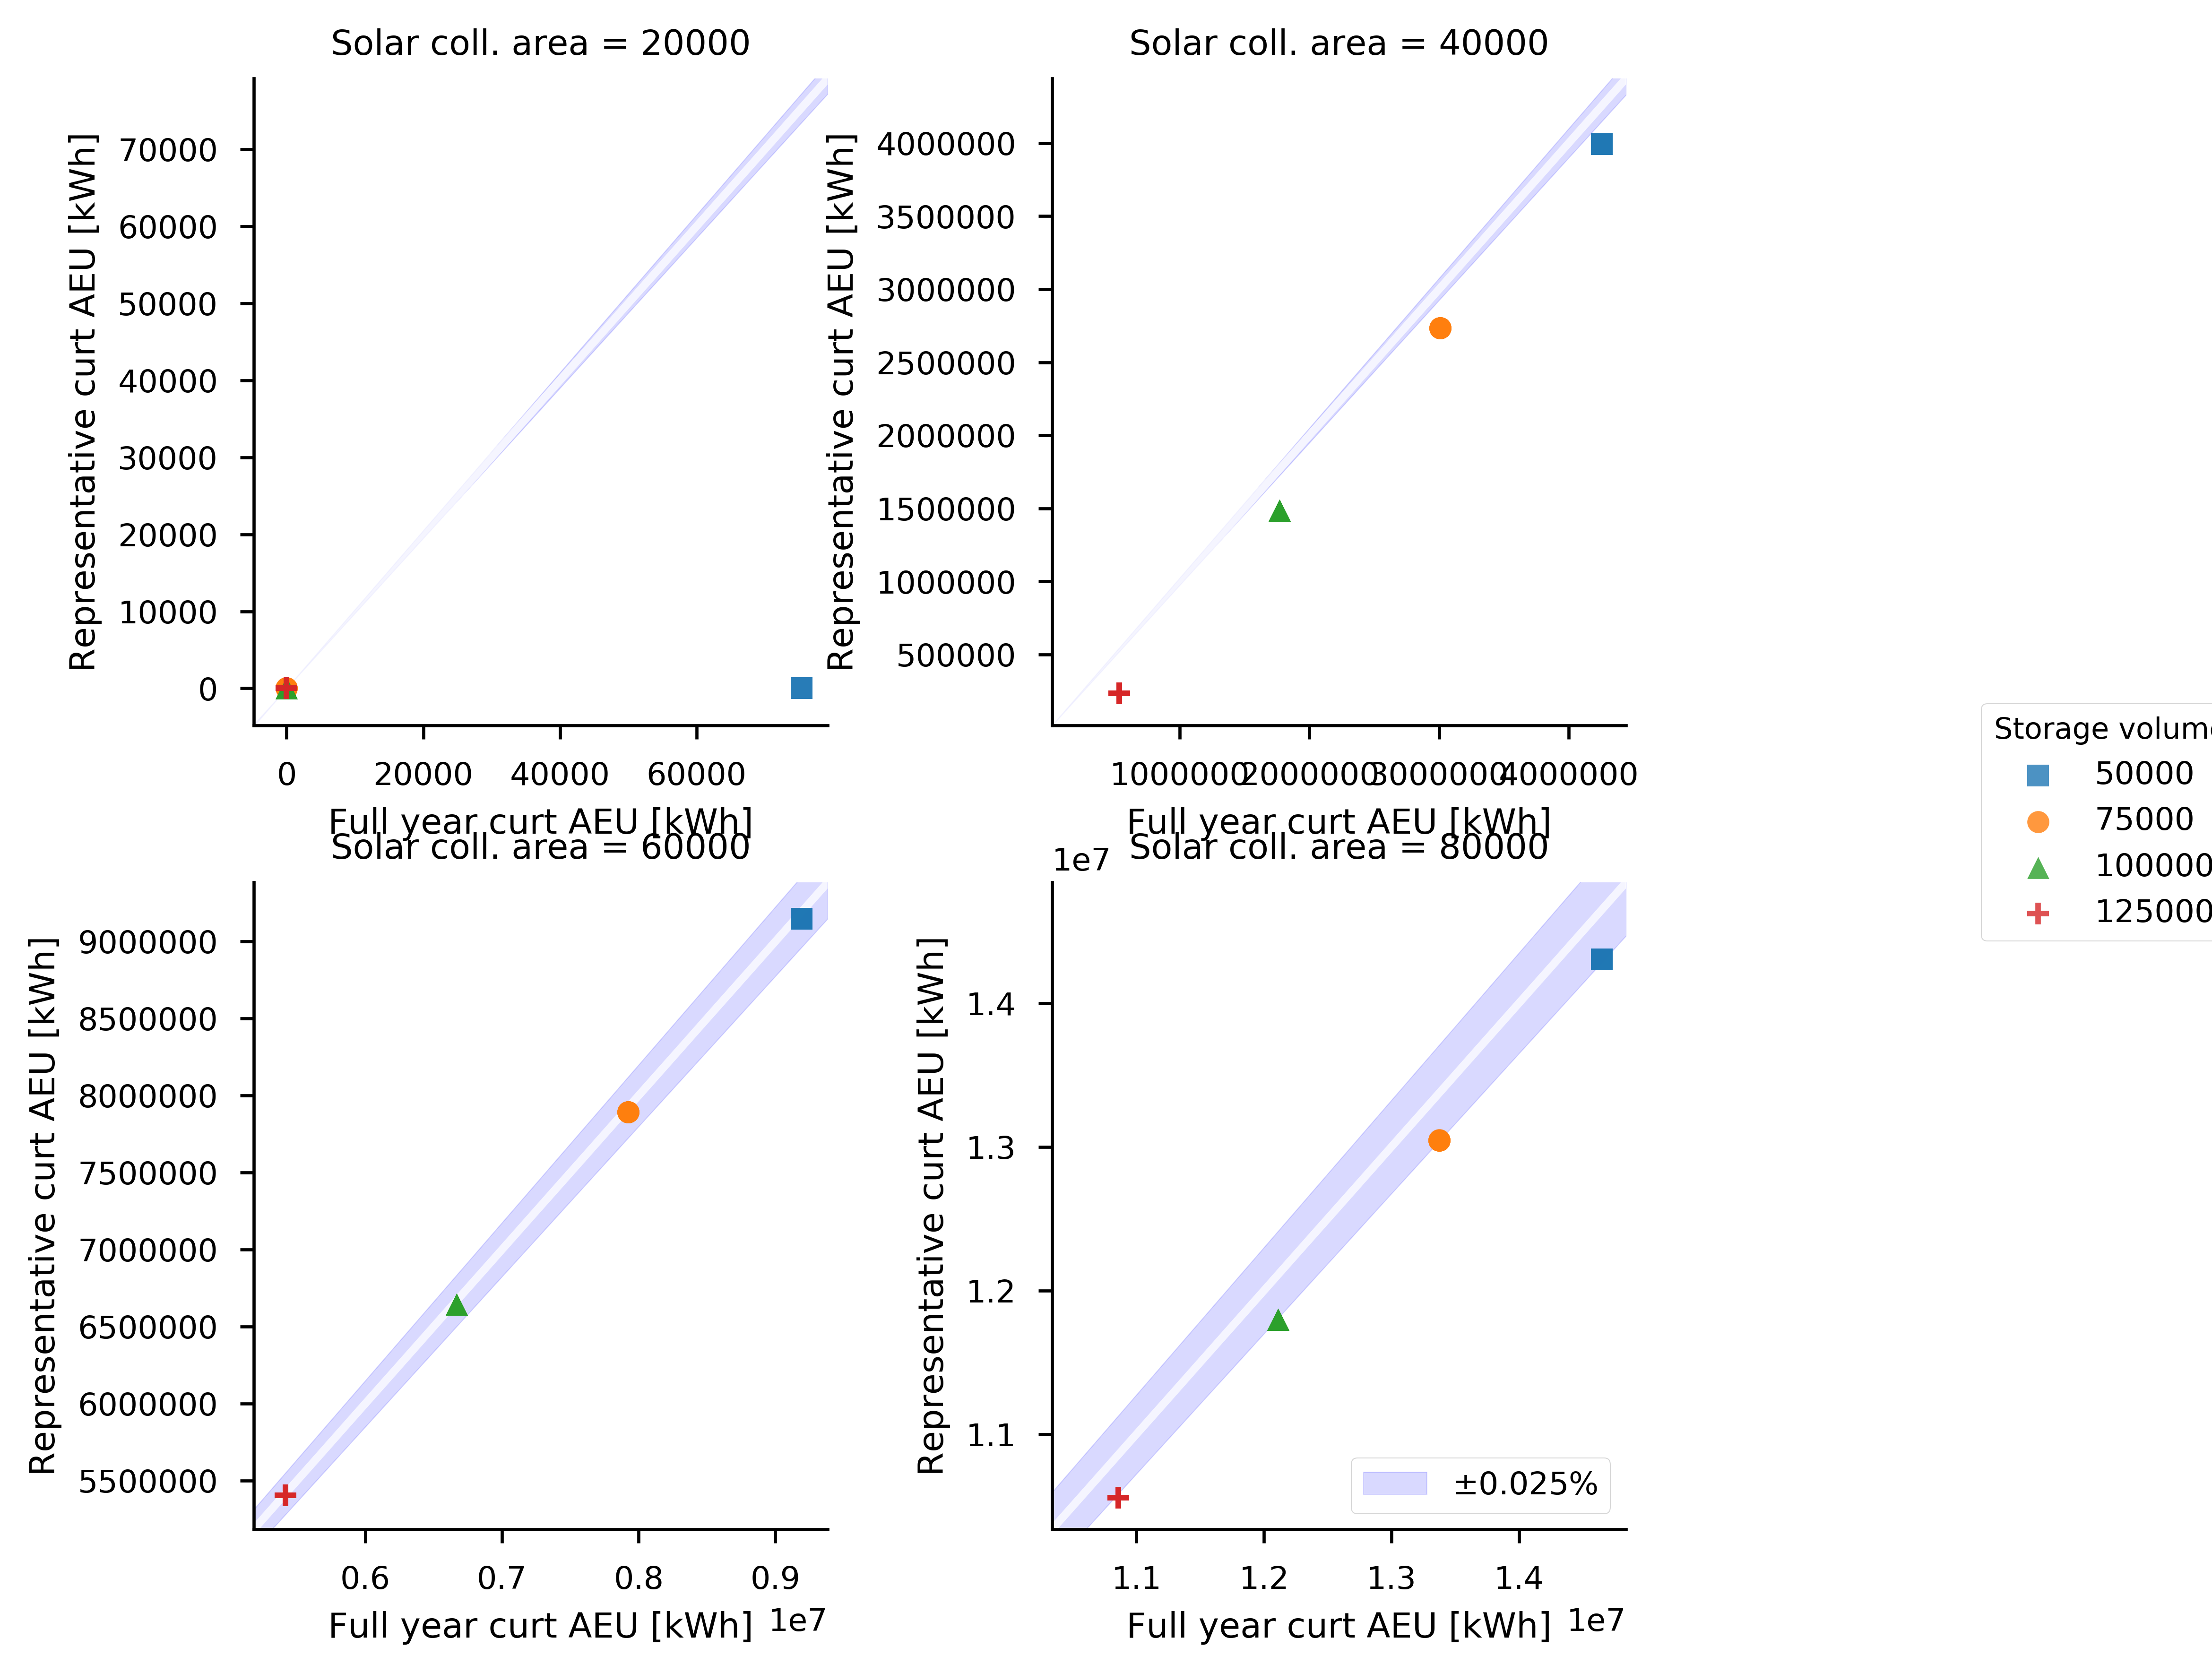 Solar coll. area = 20000
Representative curt AEU [kWh]
70000
60000
50000
40000
30000
20000
10000
0
0 20000 40000 60000
Full year curt AEU [kWh]
Solar coll. area = 40000
Representative curt AEU [kWh]
4000000
3500000
3000000
2500000
2000000
1500000
1000000
500000
1000000 2000000 3000000 4000000
Full year curt AEU [kWh]
Solar coll. area = 60000
Representative curt AEU [kWh]
9000000
8500000
8000000
7500000
7000000
6500000
6000000
5500000
0.6 0.7 0.8 0.9
Full year curt AEU [kWh] 1e7
1e7 Solar coll. area = 80000
Representative curt AEU [kWh]
1.4
1.3
1.2
1.1
±0.025%
1.1 1.2 1.3 1.4
Full year curt AEU [kWh] 1e7
Storage volume
50000
75000
100000
125000